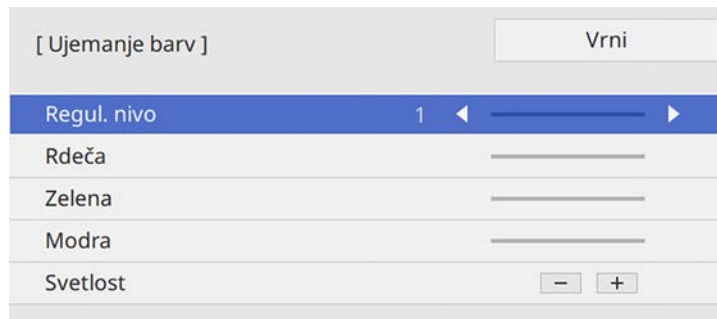 [ Ujemanje barv ]
Vrni
Regul. nivo 1
Rdeča
Zelena
Modra
Svetlost − +